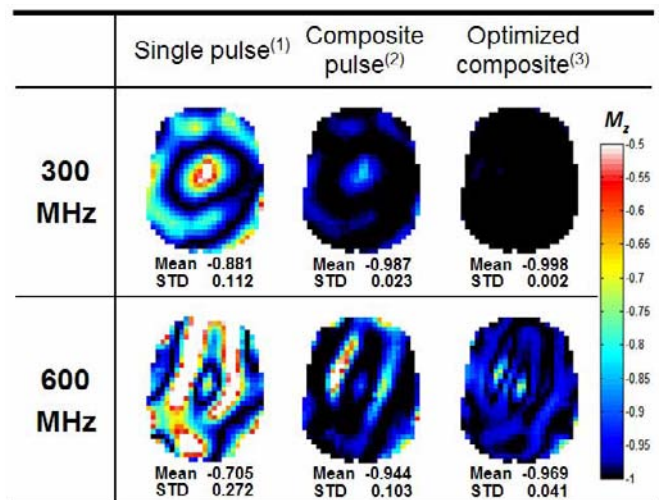 Single pulse(1)
Composite pulse(2)
Optimized composite(3)
300 MHz
Mean -0.881
STD 0.112
Mean -0.987
STD 0.023
Mean -0.998
STD 0.002
600 MHz
Mean -0.705
STD 0.272
Mean -0.944
STD 0.103
Mean -0.969
STD 0.041
Mz
-0.5
-0.55
-0.6
-0.65
-0.7
-0.75
-0.8
-0.85
-0.9
-0.95
-1